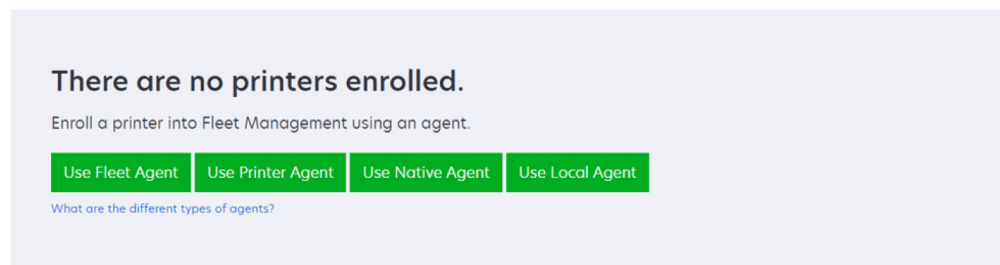 There are no printers enrolled.
Enroll a printer into Fleet Management using an agent.
Use Fleet Agent Use Printer Agent Use Native Agent Use Local Agent
What are the different types of agents?